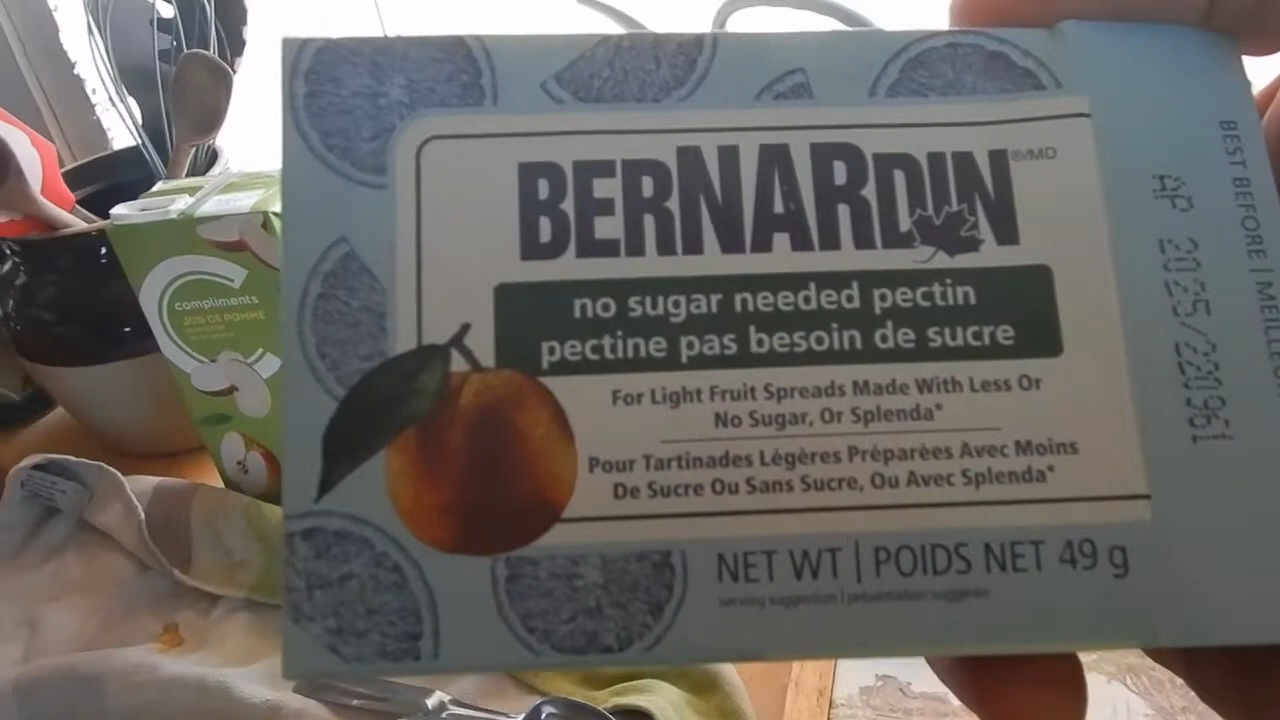 BERNARDIN ®/MD
no sugar needed pectin
pectine pas besoin de sucre
For Light Fruit Spreads Made With Less Or
No Sugar, Or Splenda*
Pour Tartinades Légères Préparées Avec Moins
De Sucre Ou Sans Sucre, Ou Avec Splenda*
NET WT | POIDS NET 49 g
serving suggestion | présentation suggérée
BEST BEFORE | MEILLE
AP 2025/220961
compliments
JUS DE POMME